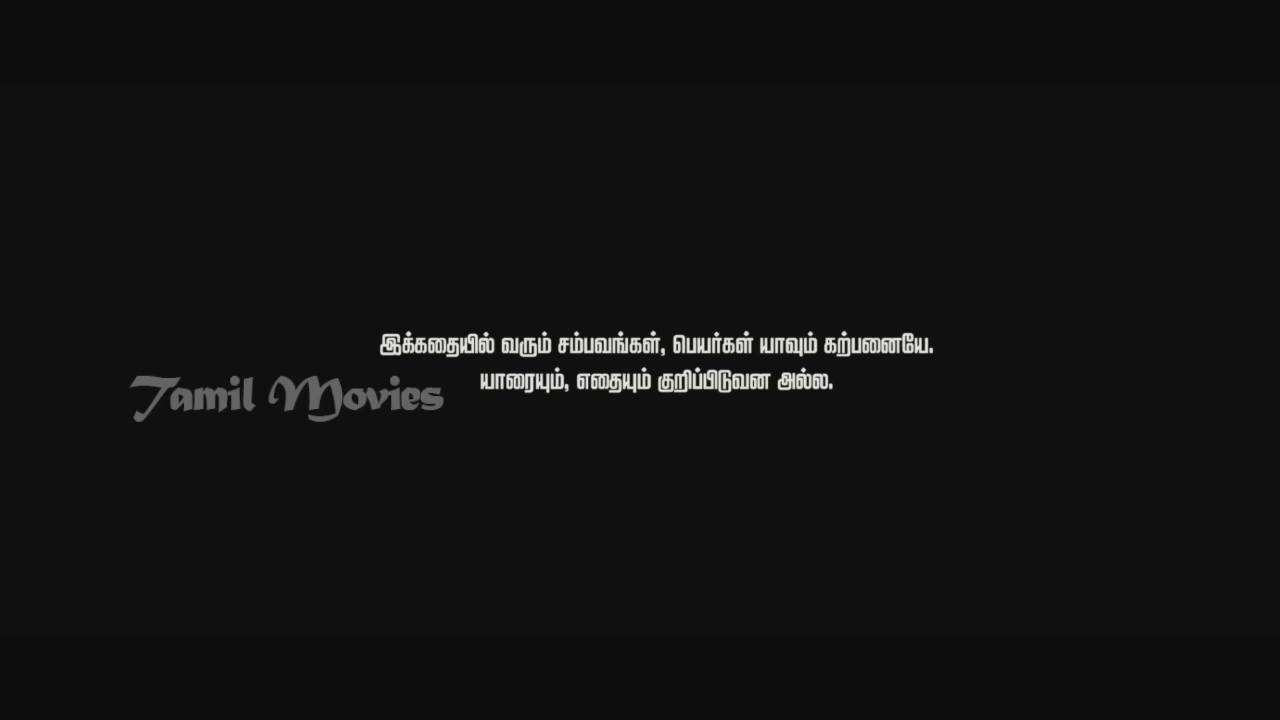 இக்கதையில் வரும் சம்பவங்கள், பெயர்கள் யாவும் கற்பனையே.
யாரையும், எதையும் குறிப்பிடுவன அல்ல.
Tamil Movies